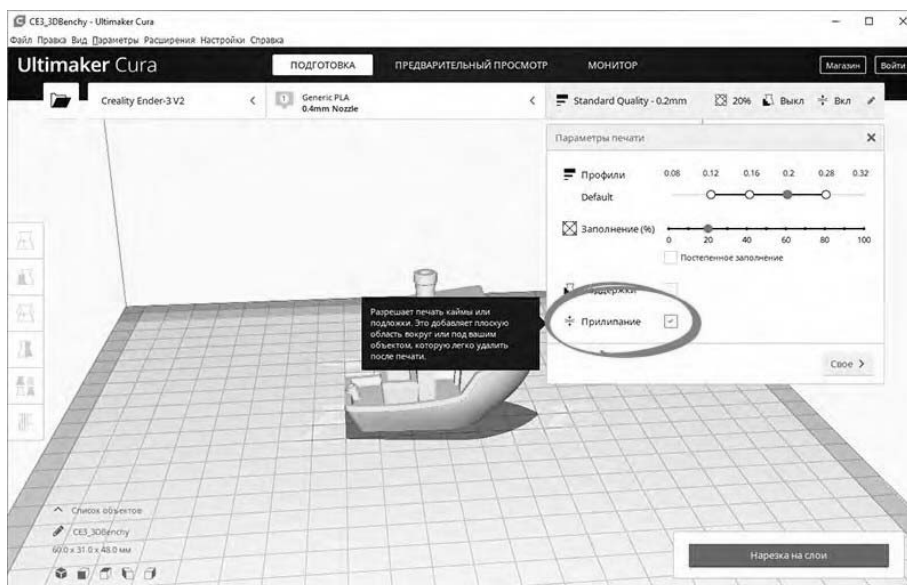 CE3_3DBenchy - Ultimaker Cura
Файл Правка Вид Параметры Расширения Настройки Справка
Ultimaker Cura
ПОДГОТОВКА
ПРЕДВАРИТЕЛЬНЫЙ ПРОСМОТР
МОНИТОР
Магазин
Войти
Creality Ender-3 V2
1
Generic PLA
0.4mm Nozzle
Standard Quality - 0.2mm
20%
Выкл
Вкл
Параметры печати
Профили
0.08 0.12 0.16 0.2 0.28 0.32
Default
Заполнение (%)
0 20 40 60 80 100
Постепенное заполнение
Поддержки
Прилипание
Разрешает печать каймы или
подложки. Это добавляет плоскую
область вокруг или под вашим
объектом, которую легко удалить
после печати.
Свое
Список объектов
CE3_3DBenchy
60.0 x 31.0 x 48.0 мм
Нарезка на слои